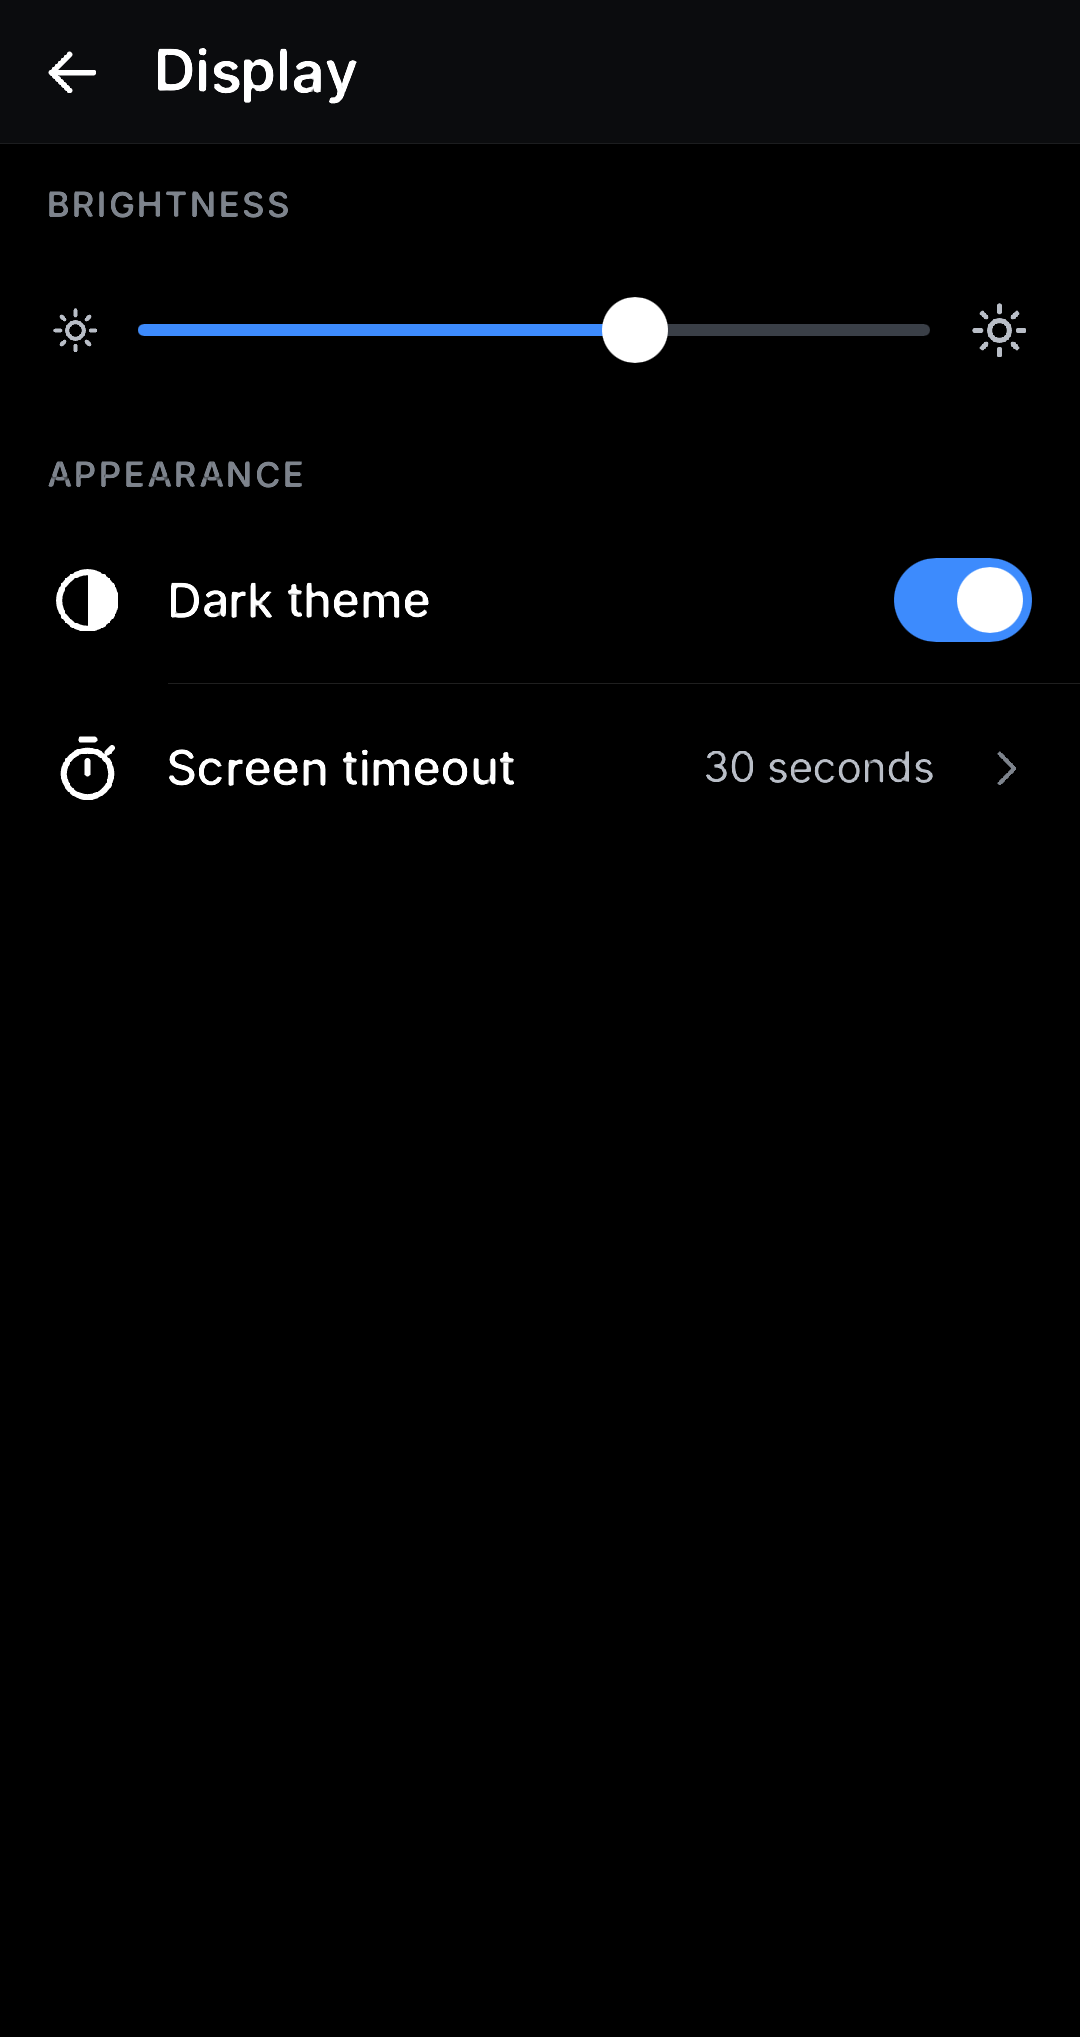 Display
BRIGHTNESS
APPEARANCE
Dark theme
Screen timeout 30 seconds